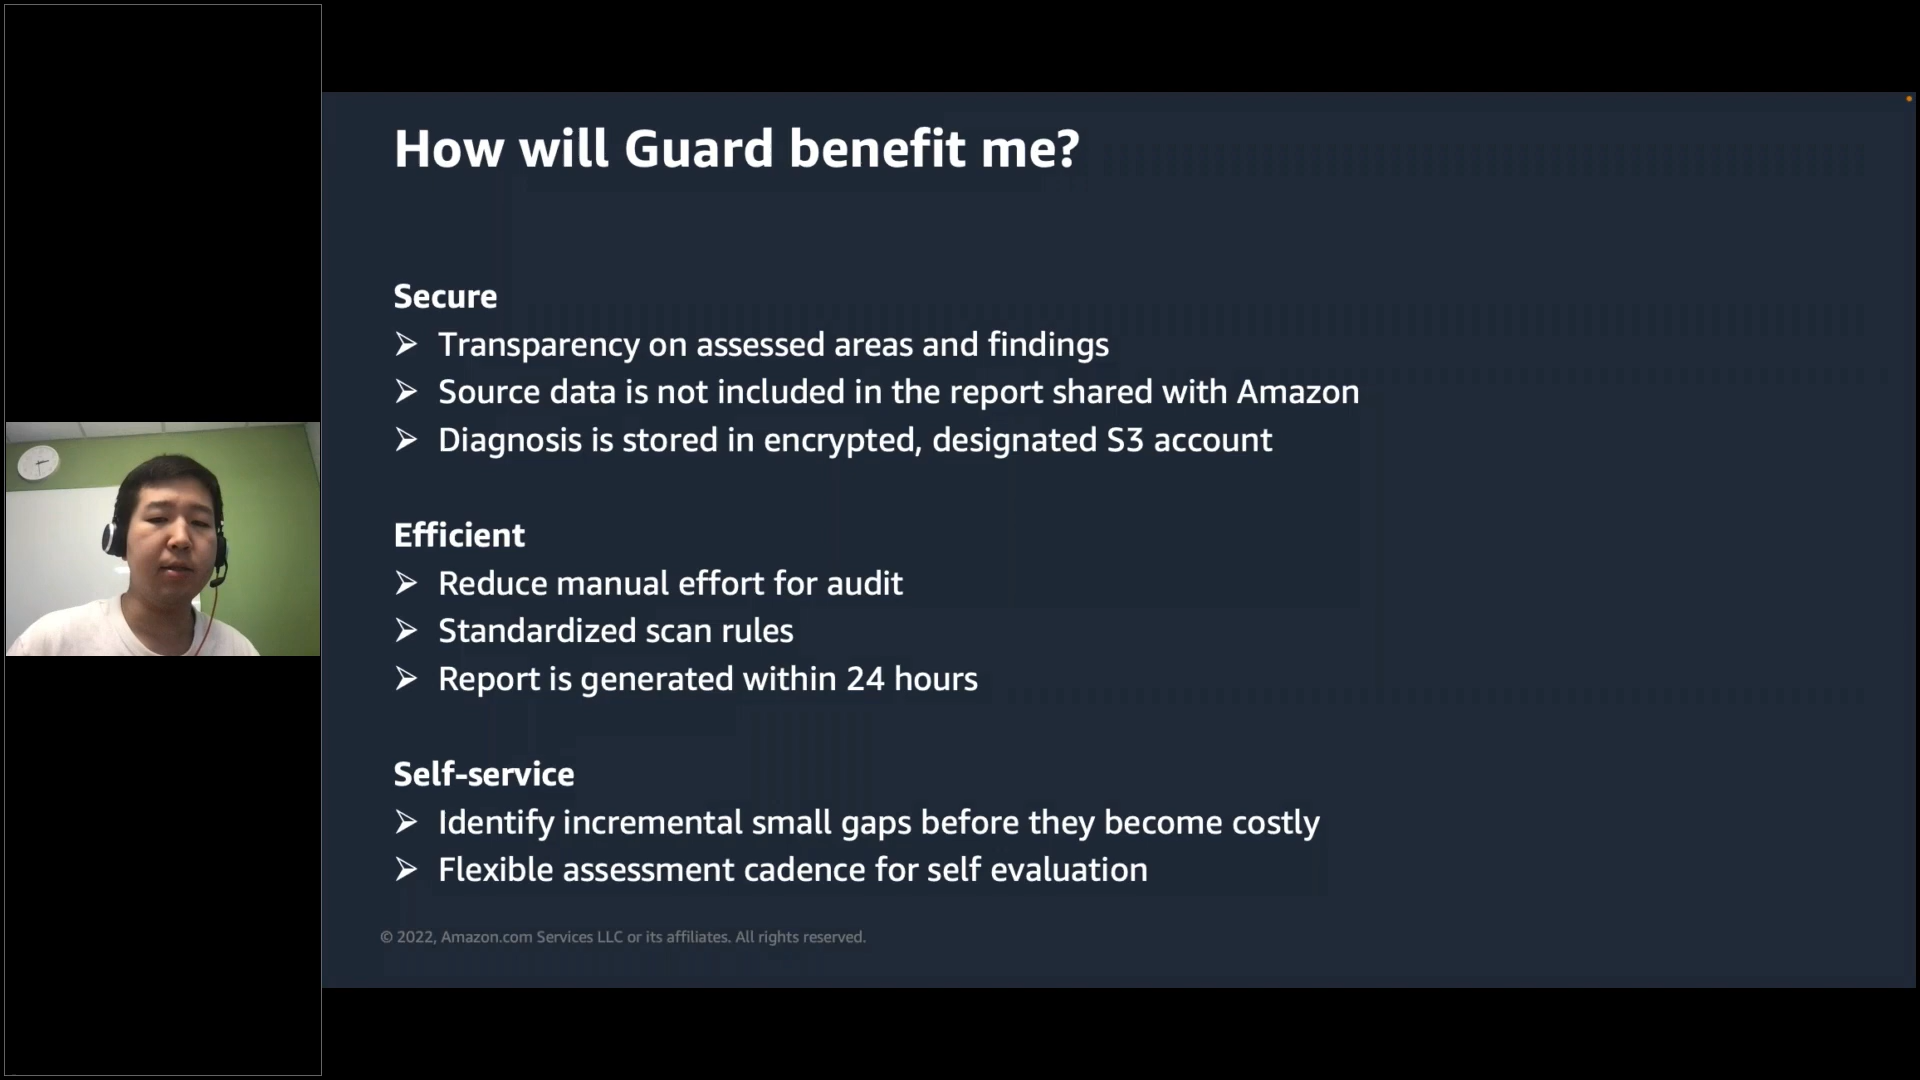 How will Guard benefit me?
Secure
➢ Transparency on assessed areas and findings
➢ Source data is not included in the report shared with Amazon
➢ Diagnosis is stored in encrypted, designated S3 account
Efficient
➢ Reduce manual effort for audit
➢ Standardized scan rules
➢ Report is generated within 24 hours
Self-service
➢ Identify incremental small gaps before they become costly
➢ Flexible assessment cadence for self evaluation
© 2022, Amazon.com Services LLC or its affiliates. All rights reserved.